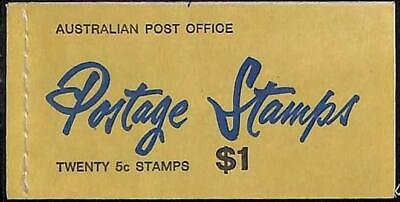 AUSTRALIAN POST OFFICE
Postage Stamps
TWENTY 5c STAMPS $1